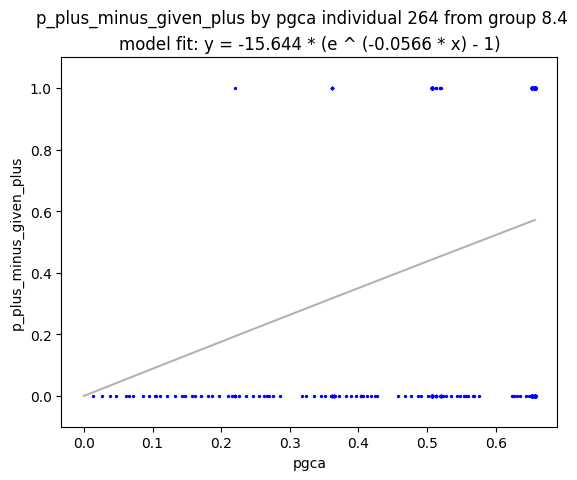 p_plus_minus_given_plus by pgca individual 264 from group 8.4
model fit: y = -15.644 * (e ^ (-0.0566 * x) - 1)
p_plus_minus_given_plus
1.0
0.8
0.6
0.4
0.2
0.0
0.0 0.1 0.2 0.3 0.4 0.5 0.6
pgca